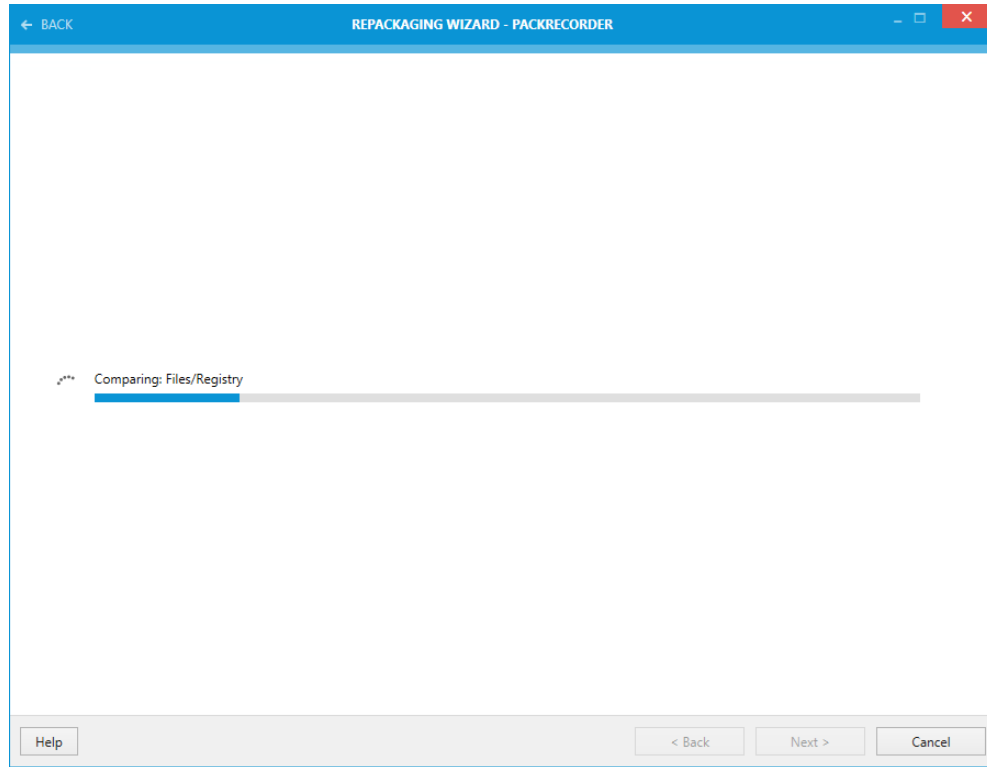 ← BACK
REPACKAGING WIZARD - PACKRECORDER
Comparing: Files/Registry
Help
< Back
Next >
Cancel